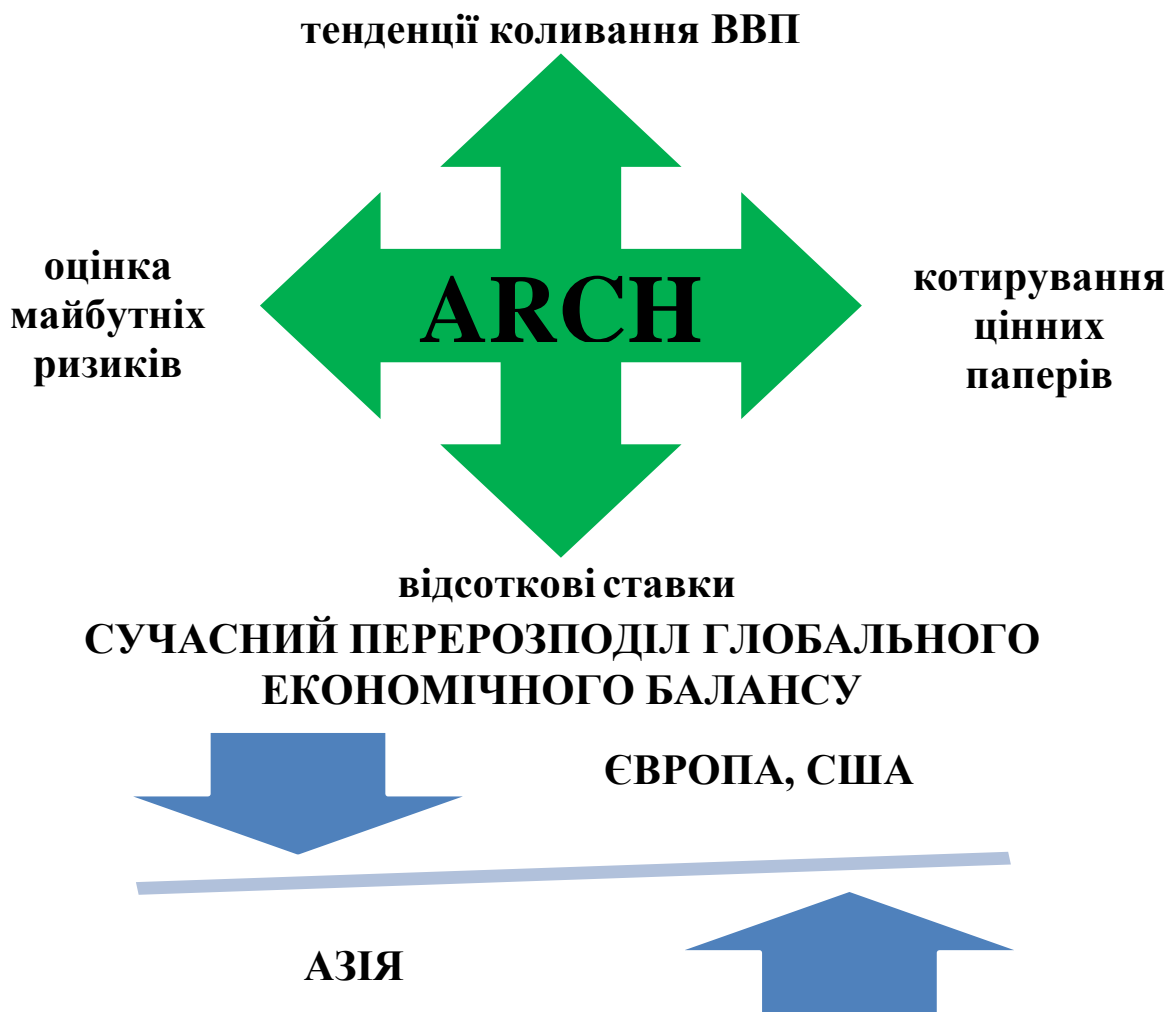 тенденції коливання ВВП
оцінка
майбутніх
ризиків
ARCH
котирування
цінних
паперів
відсоткові ставки
СУЧАСНИЙ ПЕРЕРОЗПОДІЛ ГЛОБАЛЬНОГО
ЕКОНОМІЧНОГО БАЛАНСУ
ЄВРОПА, США
АЗІЯ